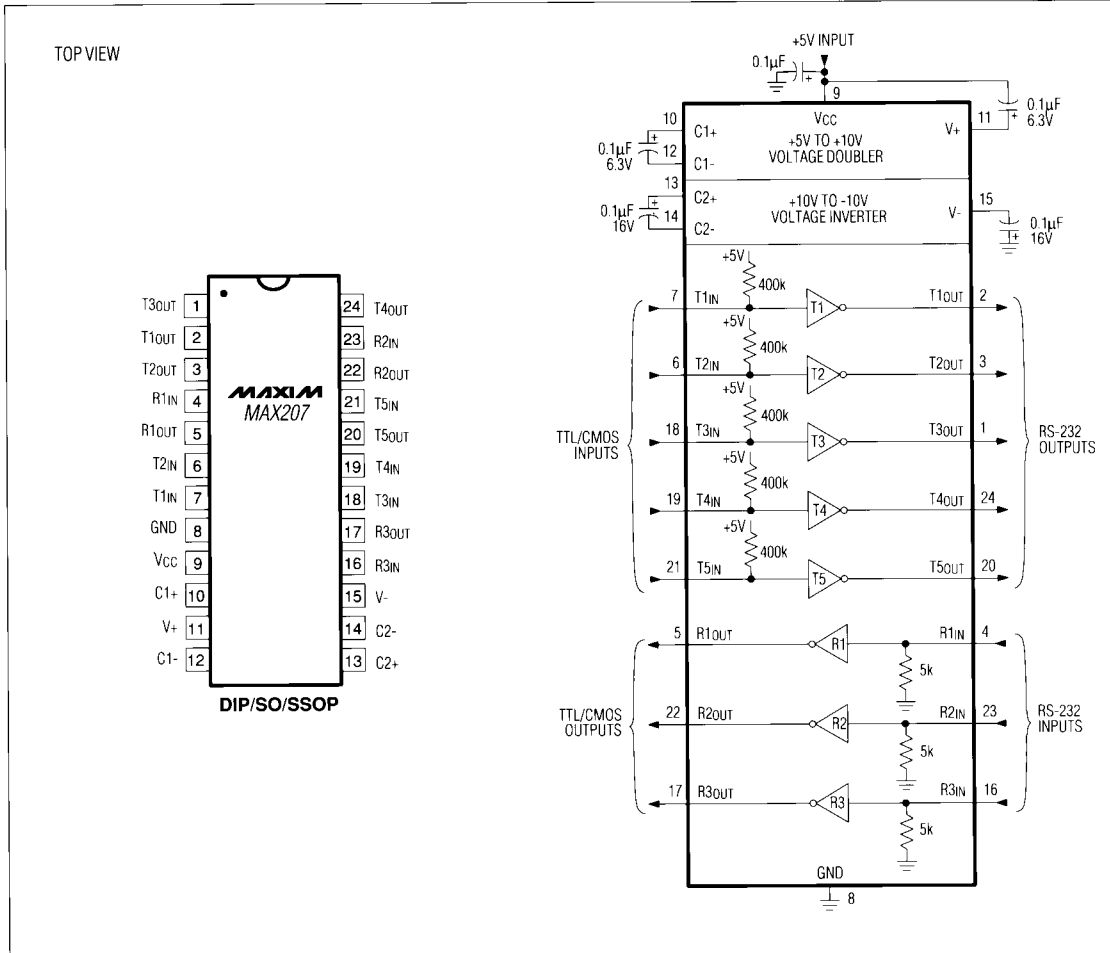 TOP VIEW
T3OUT 1
T1OUT 2
T2OUT 3
R1IN 4
R1OUT 5
T2IN 6
T1IN 7
GND 8
VCC 9
C1+ 10
V+ 11
C1- 12
24 T4OUT
23 R2IN
22 R2OUT
21 T5IN
20 T5OUT
19 T4IN
18 T3IN
17 R3OUT
16 R3IN
15 V-
14 C2-
13 C2+
MAXIM
MAX207
DIP/SO/SSOP
+5V INPUT
0.1µF
+
9
VCC
0.1µF
6.3V
+
+5V TO +10V
VOLTAGE DOUBLER
10 C1+
12 C1-
0.1µF
6.3V
+
V+ 11
+10V TO -10V
VOLTAGE INVERTER
13 C2+
14 C2-
0.1µF
16V
+
V- 15
0.1µF
16V
+
TTL/CMOS
INPUTS
+5V
400k
7 T1IN T1 T1OUT 2
+5V
400k
6 T2IN T2 T2OUT 3
+5V
400k
18 T3IN T3 T3OUT 1
+5V
400k
19 T4IN T4 T4OUT 24
+5V
400k
21 T5IN T5 T5OUT 20
RS-232
OUTPUTS
TTL/CMOS
OUTPUTS
5 R1OUT R1 R1IN 4
5k
22 R2OUT R2 R2IN 23
5k
17 R3OUT R3 R3IN 16
5k
RS-232
INPUTS
GND
8